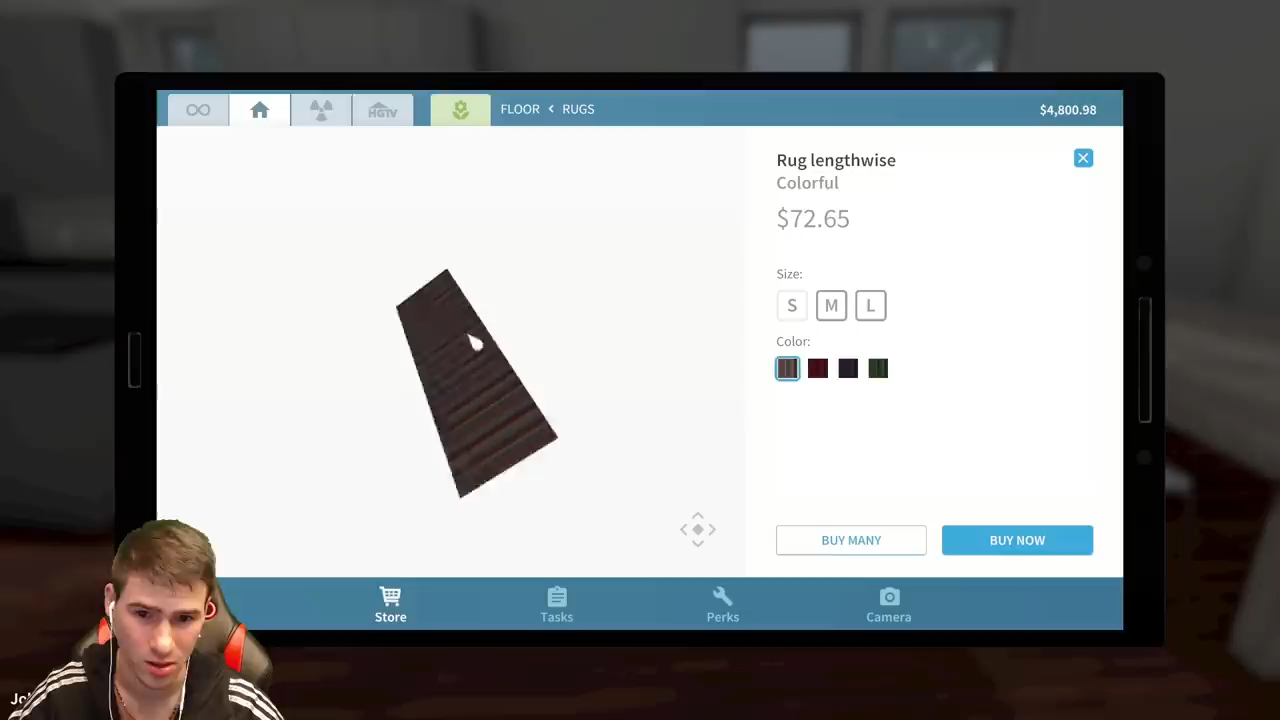 HGTV
FLOOR < RUGS
$4,800.98
Rug lengthwise
Colorful
$72.65
Size:
S M L
Color:
BUY MANY
BUY NOW
Store
Tasks
Perks
Camera